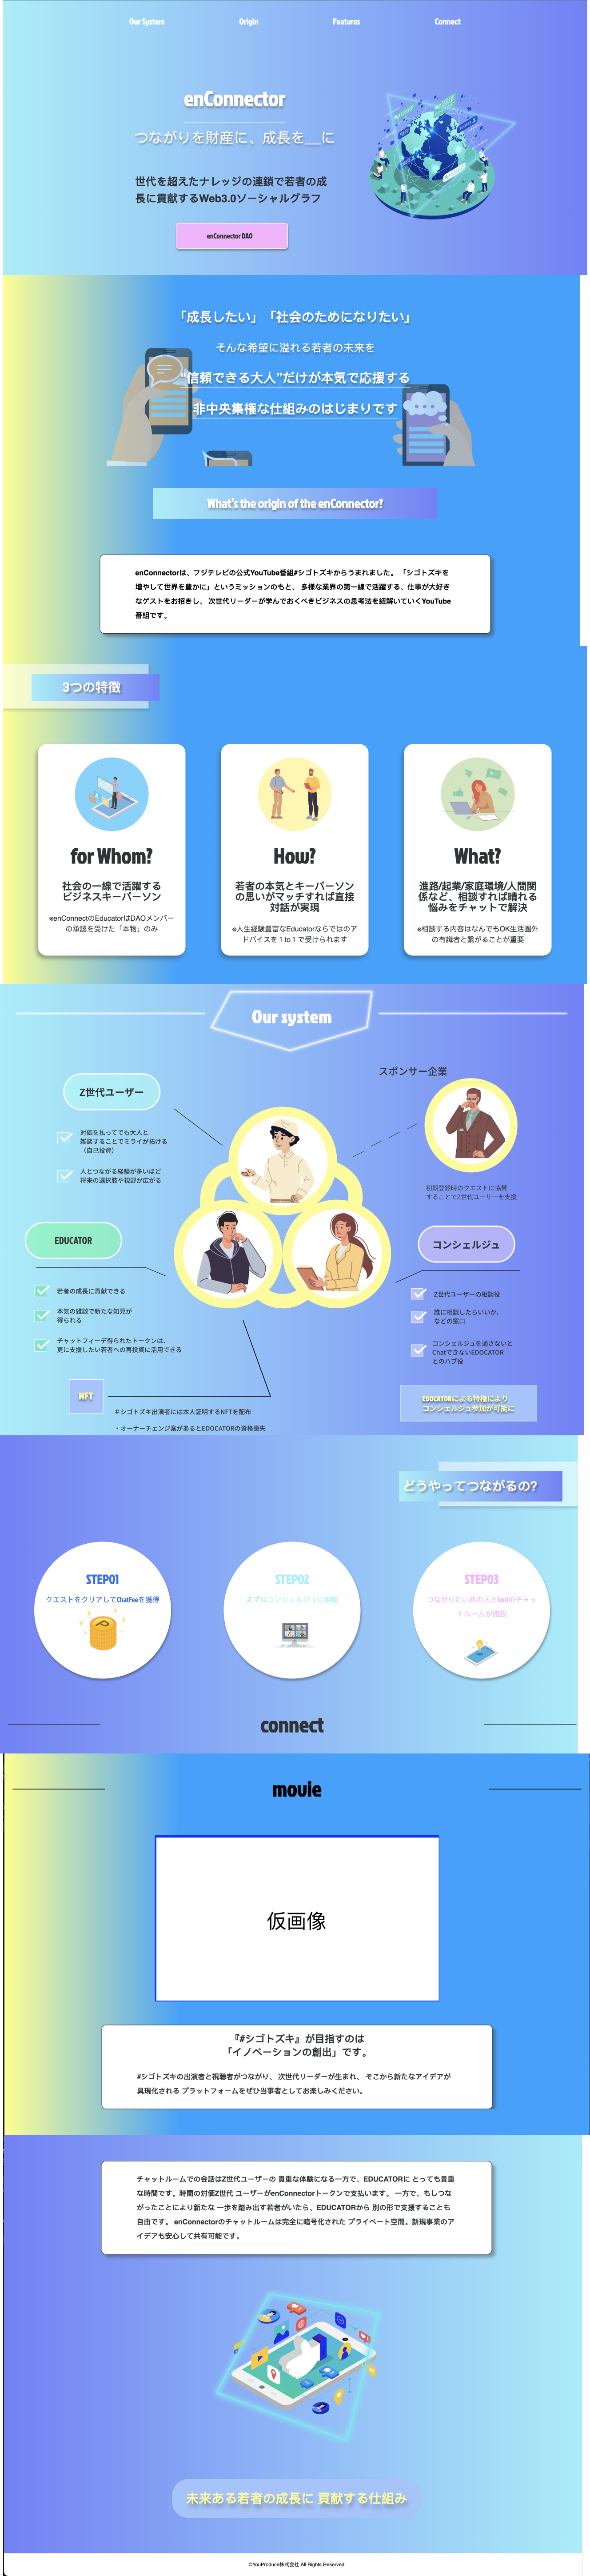 Our System
Origin
Features
Connect
enConnector
つながりを財産に、成長を__に
世代を超えたナレッジの連鎖で若者の成
長に貢献するWeb3.0ソーシャルグラフ
enConnector DAO
「成長したい」「社会のためになりたい」
そんな希望に溢れる若者の未来を
"信頼できる大人"だけが本気で応援する
非中央集権な仕組みのはじまりです
What's the origin of the enConnector?
enConnectorは、フジテレビの公式YouTube番組#シゴトズキからうまれました。「シゴトズキを
増やして世界を豊かに」というミッションのもと、 多様な業界の第一線で活躍する、仕事が大好き
なゲストをお招きし、 次世代リーダーが学んでおくべきビジネスの思考法を紐解いていくYouTube
番組です。
3つの特徴
for Whom?
社会の一線で活躍する
ビジネスキーパーソン
※enConnectのEducatorはDAOメンバー
の承認を受けた「本物」のみ
How?
若者の本気とキーパーソン
の思いがマッチすれば直接
対話が実現
※人生経験豊富なEducatorならではのア
ドバイスを 1 to 1 で受けられます
What?
進路/起業/家庭環境/人間関
係など、相談すれば晴れる
悩みをチャットで解決
※相談する内容はなんでもOK生活圏外
の有識者と繋がることが重要
Our system
スポンサー企業
Z世代ユーザー
対価を払ってでも大人と
雑談することでミライが拓ける
（自己投資）
人とつながる経験が多いほど
将来の選択肢や視野が広がる
初期登録時のクエストに協賛
することでZ世代ユーザーを支援
EDUCATOR
若者の成長に貢献できる
本気の雑談で新たな知見が
得られる
チャットフィーデ得られたトークンは、
更に支援したい若者への再投資に活用できる
コンシェルジュ
Z世代ユーザーの相談役
誰に相談したらいいか、
などの窓口
コンシェルジュを通さないと
ChatできないEDOCATOR
とのハブ役
NFT
＃シゴトズキ出演者には本人証明するNFTを配布
・オーナーチェンジ案があるとEDOCATORの資格喪失
EDOCATORによる特権により
コンシェルジュ参加が可能に
どうやってつながるの?
STEP01
クエストをクリアしてChatFeeを獲得
STEP02
まずはコンシェルジュに相談
STEP03
つながりたいあの人と1on1のチャッ
トルームが開設
connect
movie
仮画像
『#シゴトズキ』が目指すのは
「イノベーションの創出」です。
#シゴトズキの出演者と視聴者がつながり、 次世代リーダーが生まれ、 そこから新たなアイデアが
具現化される プラットフォームをぜひ当事者としてお楽しみください。
チャットルームでの会話はZ世代ユーザーの 貴重な体験になる一方で、EDUCATORに とっても貴重
な時間です。時間の対価Z世代 ユーザーがenConnectorトークンで支払います。 一方で、もしつな
がったことにより新たな 一歩を踏み出す若者がいたら、EDUCATORから 別の形で支援することも
自由です。 enConnectorのチャットルームは完全に暗号化された プライベート空間。新規事業のア
イデアも安心して共有可能です。
未来ある若者の成長に 貢献する仕組み
©YouProduce株式会社 All Rights Reserved